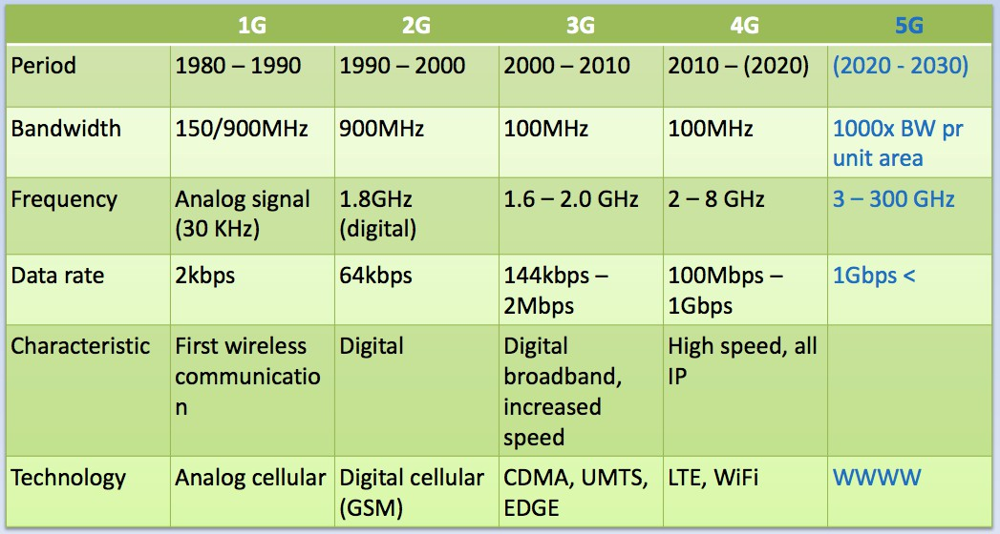 1G 2G 3G 4G 5G
Period 1980 – 1990 1990 – 2000 2000 – 2010 2010 – (2020) (2020 - 2030)
Bandwidth 150/900MHz 900MHz 100MHz 100MHz 1000x BW pr
unit area
Frequency Analog signal 1.8GHz 1.6 – 2.0 GHz 2 – 8 GHz 3 – 300 GHz
(30 KHz) (digital)
Data rate 2kbps 64kbps 144kbps – 100Mbps – 1Gbps <
2Mbps 1Gbps
Characteristic First wireless Digital Digital High speed, all
communicatio broadband, IP
n increased
speed
Technology Analog cellular Digital cellular CDMA, UMTS, LTE, WiFi WWWW
(GSM) EDGE